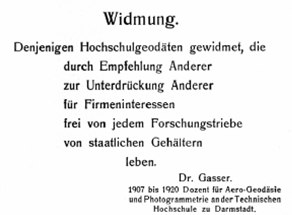 Widmung.
Denjenigen Hochschulgeodäten gewidmet, die
durch Empfehlung Anderer
zur Unterdrückung Anderer
für Firmeninteressen
frei von jedem Forschungstriebe
von staatlichen Gehältern
leben.
Dr. Gasser.
1907 bis 1920 Dozent für Aero-Geodäsie
und Photogrammetrie an der Technischen
Hochschule zu Darmstadt.